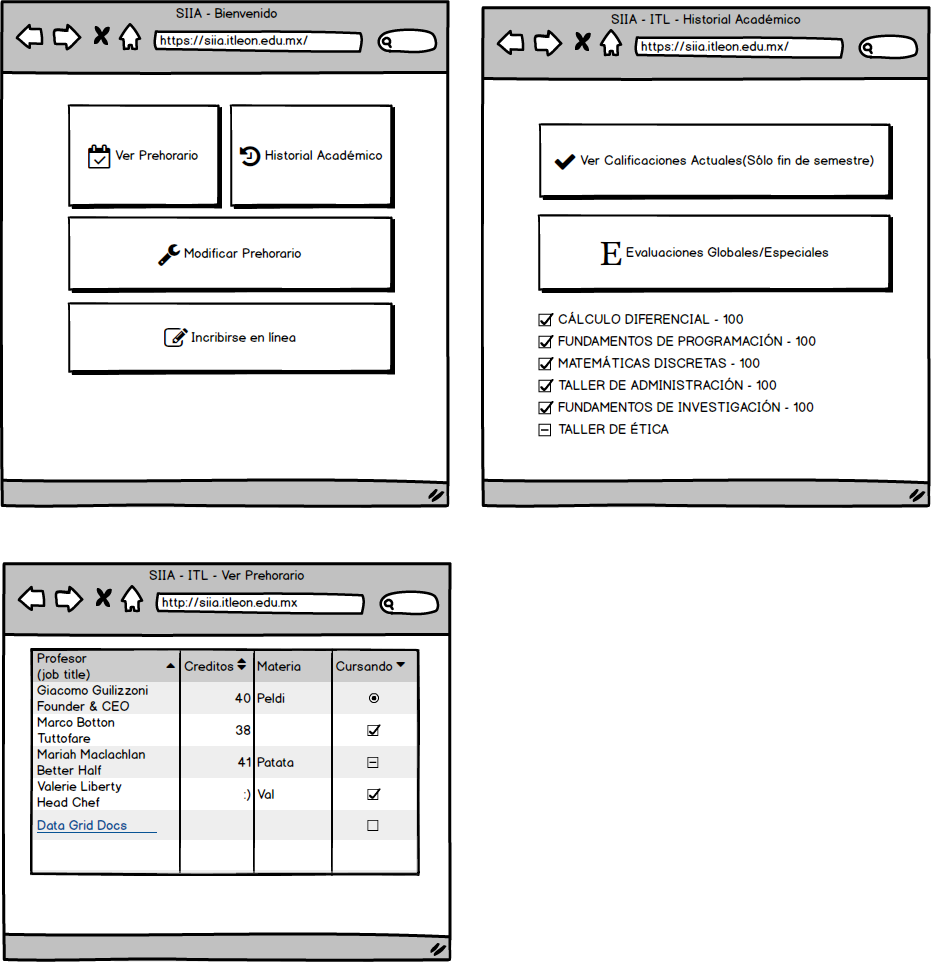 SIIA - Bienvenido
https://siia.itleon.edu.mx/
Ver Prehorario
Historial Académico
Modificar Prehorario
Incribirse en línea
SIIA - ITL - Historial Académico
https://siia.itleon.edu.mx/
Ver Calificaciones Actuales(Sólo fin de semestre)
E Evaluaciones Globales/Especiales
CÁLCULO DIFERENCIAL - 100
FUNDAMENTOS DE PROGRAMACIÓN - 100
MATEMÁTICAS DISCRETAS - 100
TALLER DE ADMINISTRACIÓN - 100
FUNDAMENTOS DE INVESTIGACIÓN - 100
TALLER DE ÉTICA
SIIA - ITL - Ver Prehorario
http://siia.itleon.edu.mx
Profesor
(job title)
Creditos
Materia
Cursando
Giacomo Guilizzoni
Founder & CEO
40
Peldi
Marco Botton
Tuttofare
38
Mariah Maclachlan
Better Half
41
Patata
Valerie Liberty
Head Chef
:)
Val
Data Grid Docs